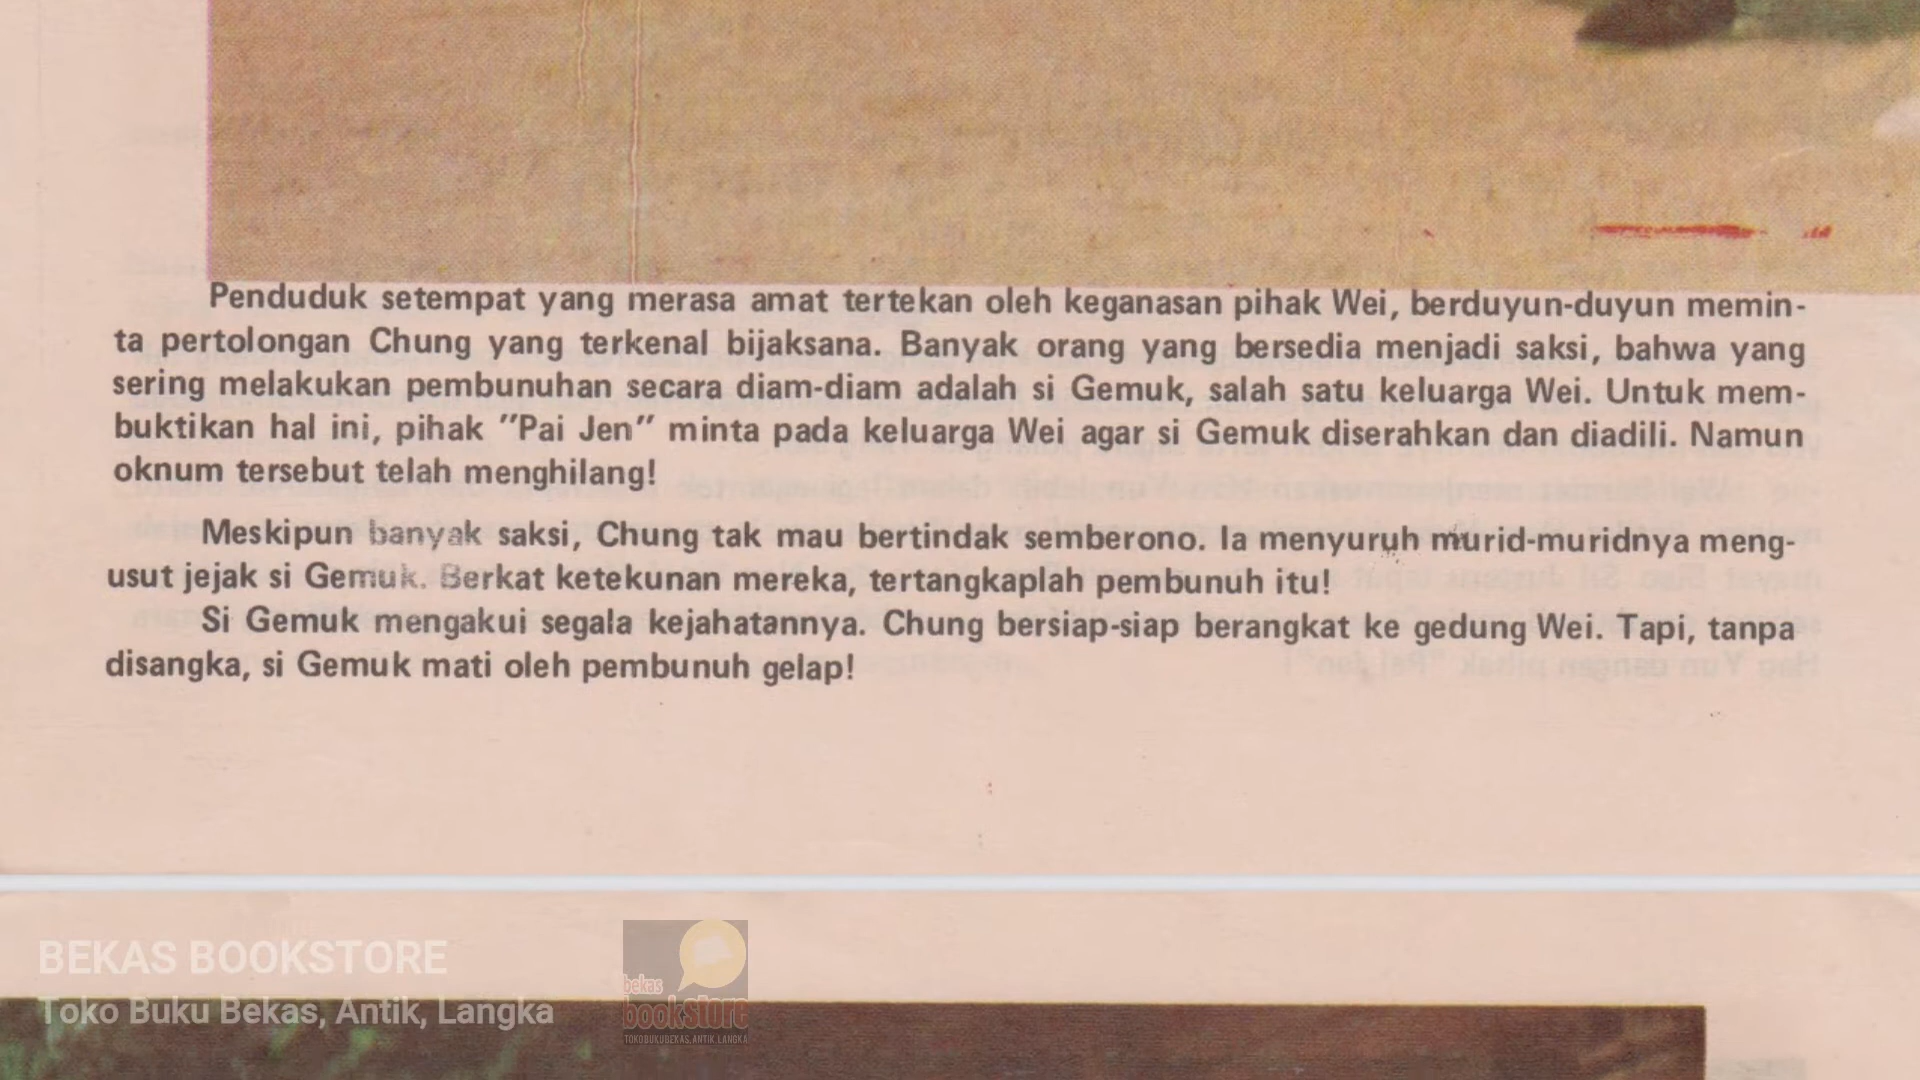 Penduduk setempat yang merasa amat tertekan oleh keganasan pihak Wei, berduyun-duyun memin-
ta pertolongan Chung yang terkenal bijaksana. Banyak orang yang bersedia menjadi saksi, bahwa yang
sering melakukan pembunuhan secara diam-diam adalah si Gemuk, salah satu keluarga Wei. Untuk mem-
buktikan hal ini, pihak ”Pai Jen” minta pada keluarga Wei agar si Gemuk diserahkan dan diadili. Namun
oknum tersebut telah menghilang!
Meskipun banyak saksi, Chung tak mau bertindak semberono. Ia menyuruh murid-muridnya meng-
usut jejak si Gemuk. Berkat ketekunan mereka, tertangkaplah pembunuh itu!
Si Gemuk mengakui segala kejahatannya. Chung bersiap-siap berangkat ke gedung Wei. Tapi, tanpa
disangka, si Gemuk mati oleh pembunuh gelap!
BEKAS BOOKSTORE
Toko Buku Bekas, Antik, Langka
bekas
bookstore
TOKO BUKU BEKAS, ANTIK, LANGKA